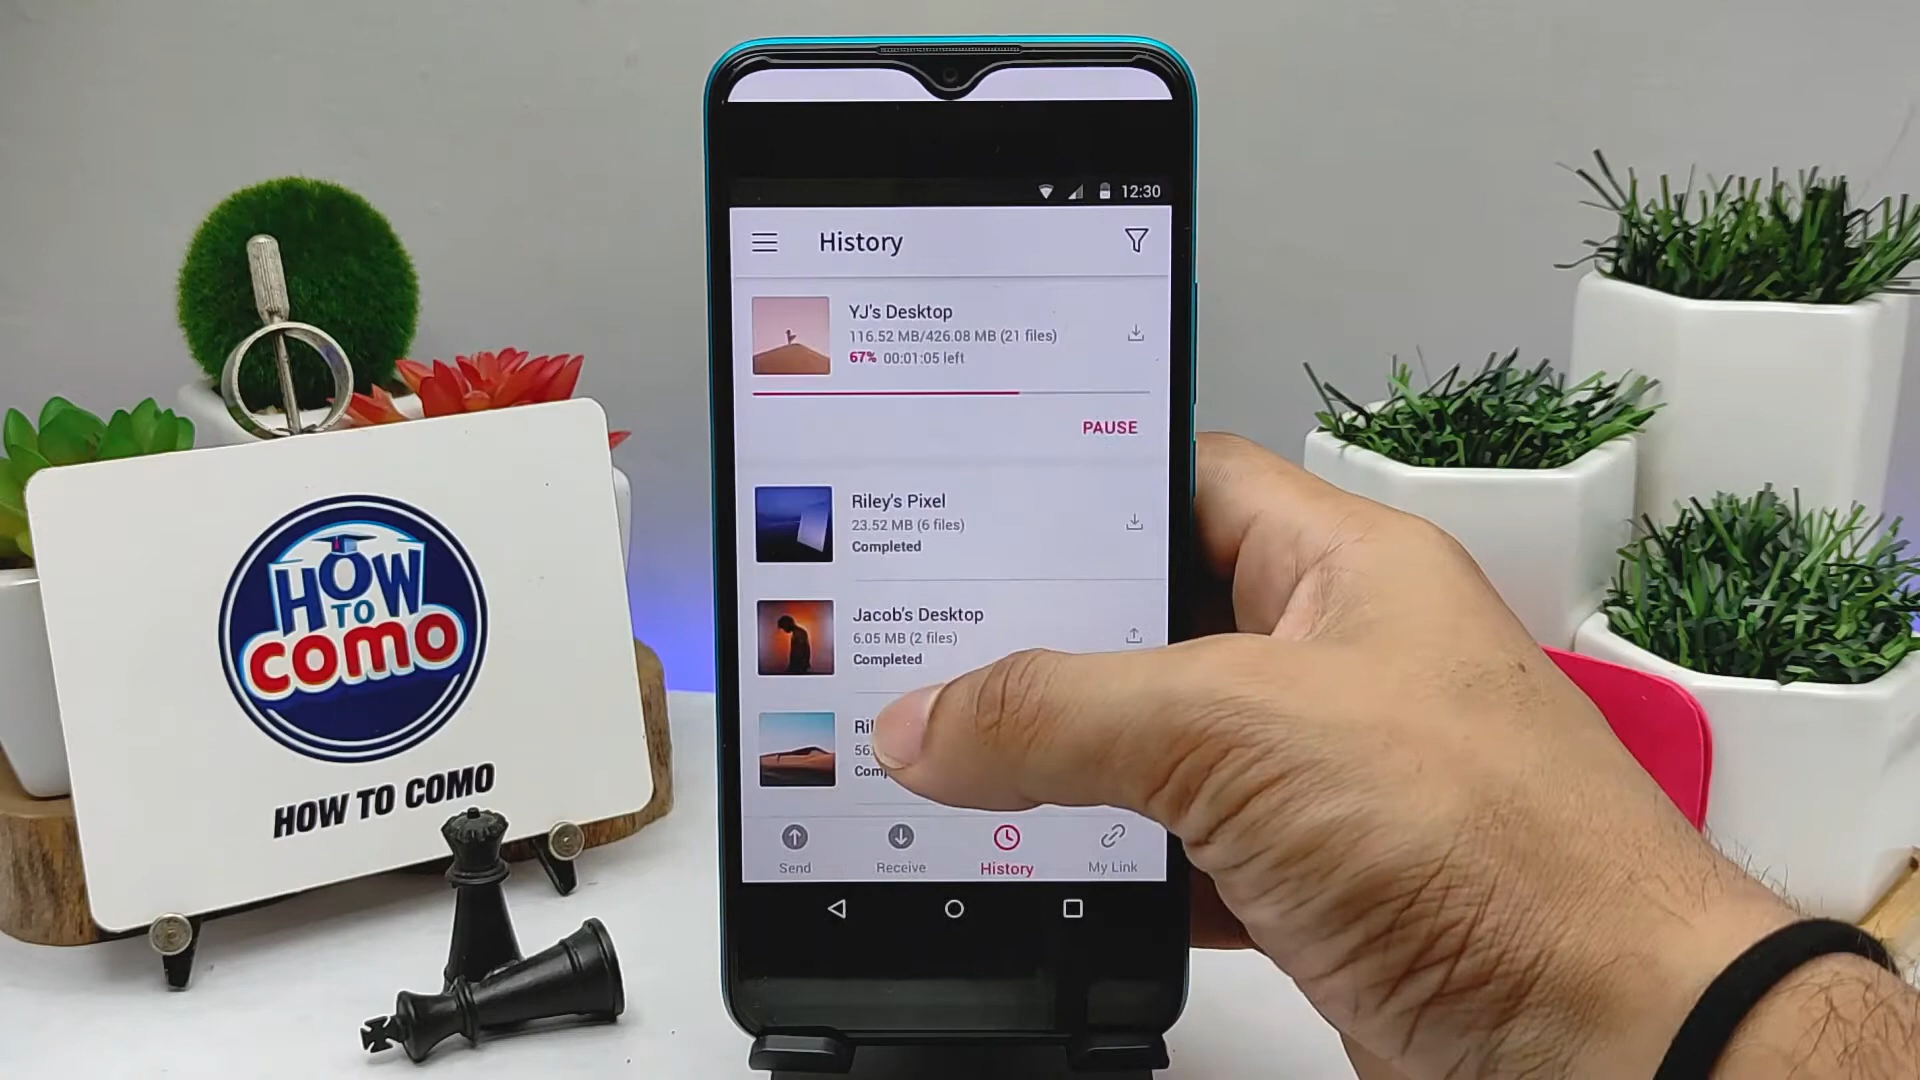 HOW
TO
COMO
HOW TO COMO
12:30
History
YJ's Desktop
116.52 MB/426.08 MB (21 files)
67% 00:01:05 left
PAUSE
Riley's Pixel
23.52 MB (6 files)
Completed
Jacob's Desktop
6.05 MB (2 files)
Completed
Send
Receive
History
My Link